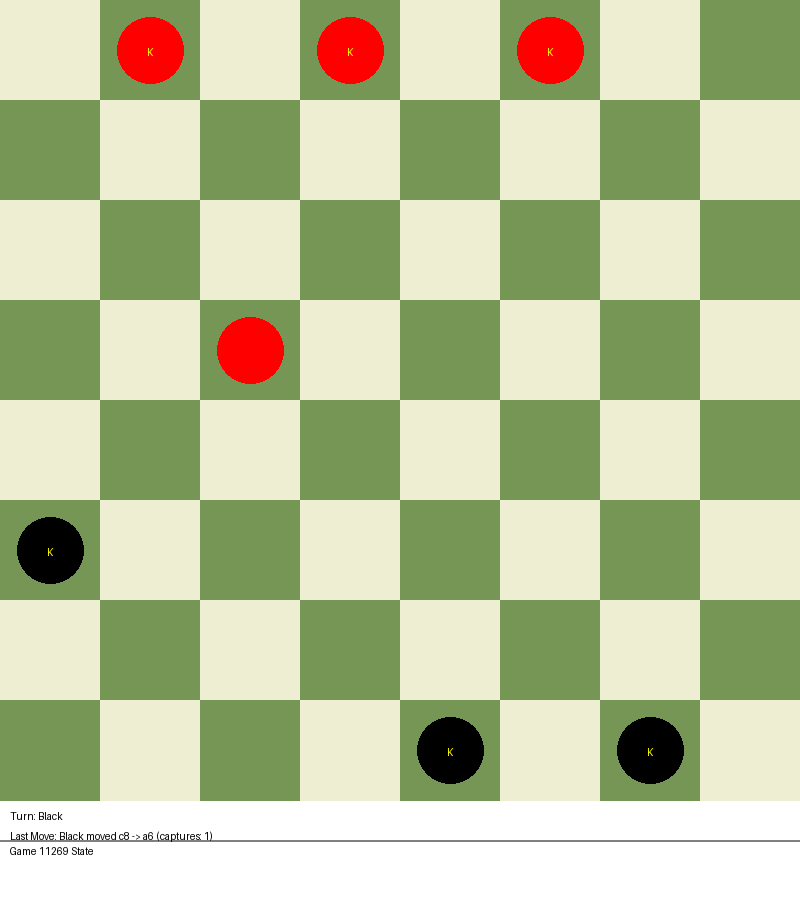 K K K
K
K K
Turn: Black
Last Move: Black moved c8 -> a6 (captures: 1)
Game 11269 State